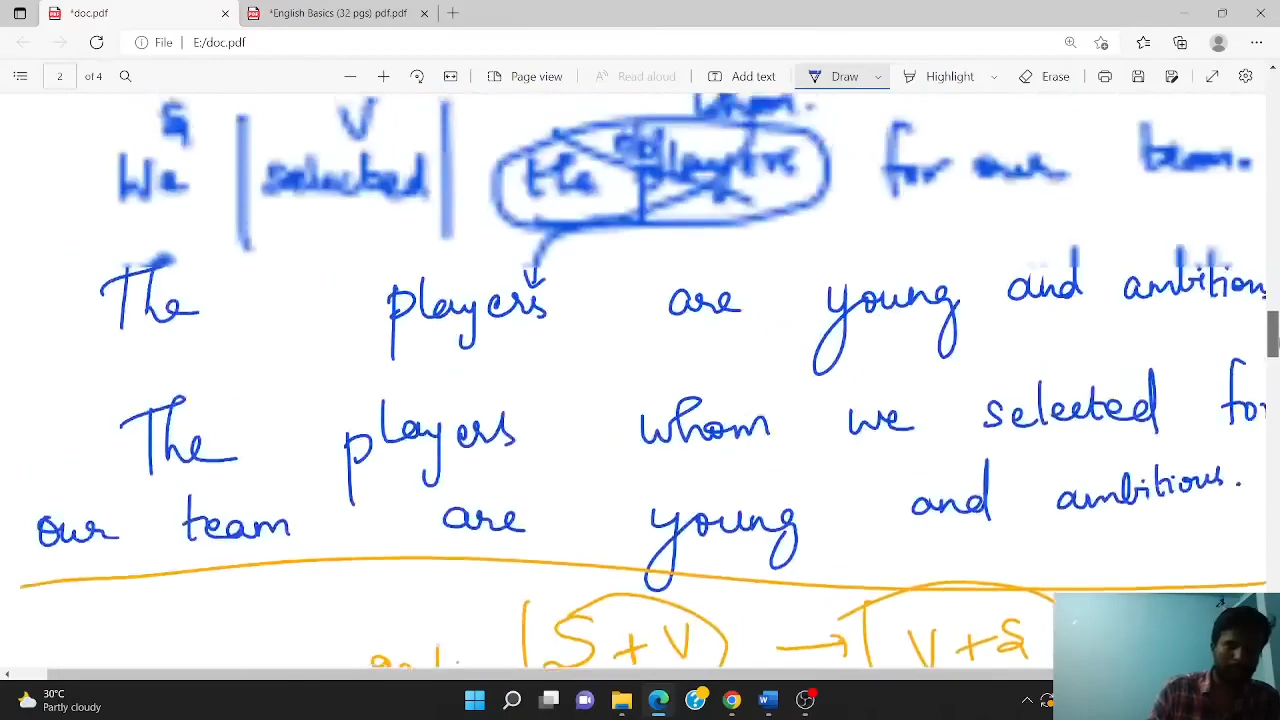 *doc.pdf
*English Basics (32 pgs) pdf.pdf
File E:/doc.pdf
2 of 4 Page view Read aloud Add text Draw Highlight Erase
whom.
S V
We selected the for our team.
The players are young and ambitious
The players whom we selected for
our team are young and ambitious.
S + V → V + S
30°C
Partly cloudy